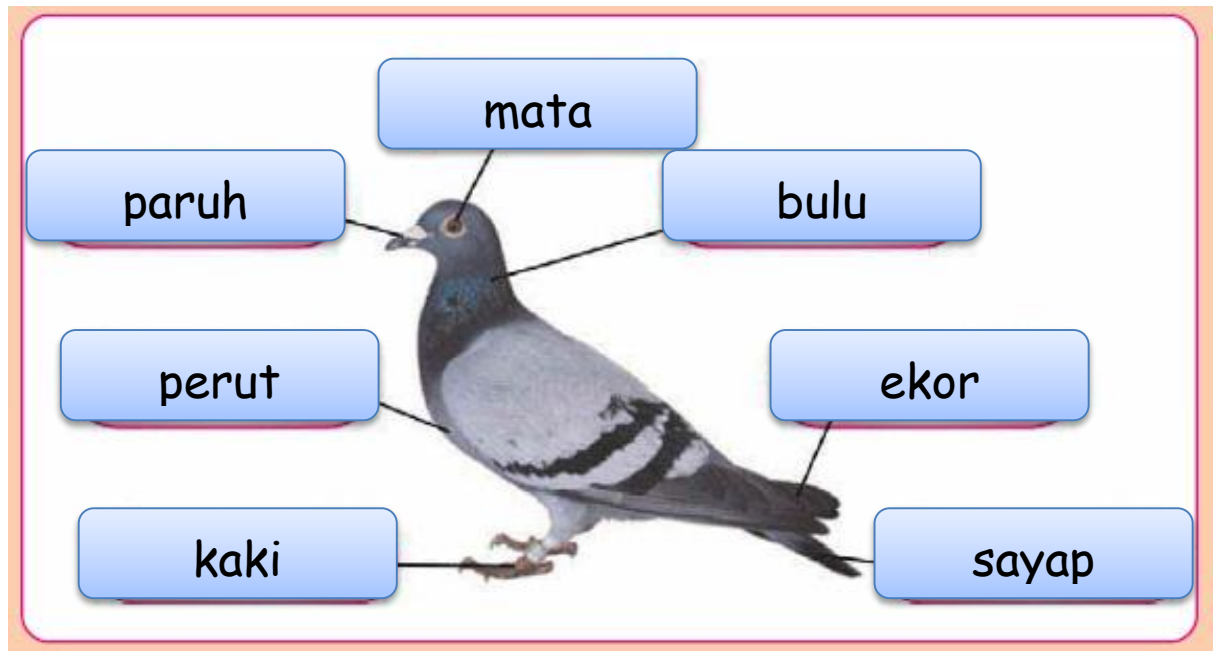 mata
paruh
bulu
perut
ekor
kaki
sayap